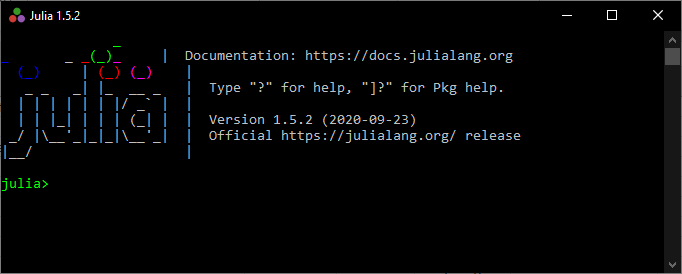 Julia 1.5.2
Documentation: https://docs.julialang.org
Type "?" for help, "]?" for Pkg help.
Version 1.5.2 (2020-09-23)
Official https://julialang.org/ release
julia
julia>